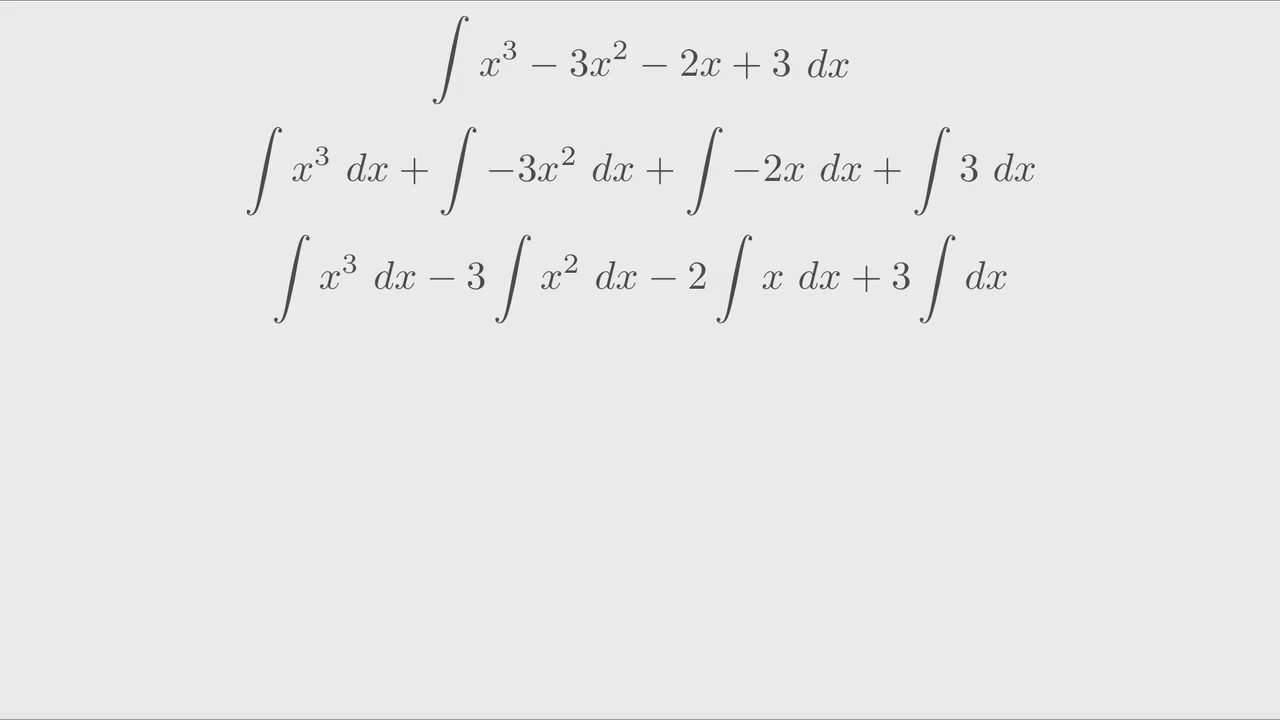 ∫ x³ − 3x² − 2x + 3 dx
∫ x³ dx + ∫ −3x² dx + ∫ −2x dx + ∫ 3 dx
∫ x³ dx − 3 ∫ x² dx − 2 ∫ x dx + 3 ∫ dx